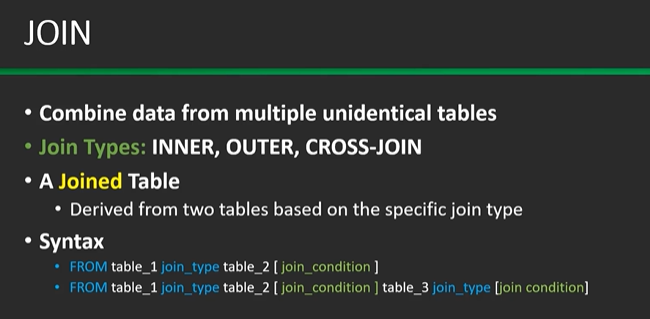 JOIN
• Combine data from multiple unidentical tables
• Join Types: INNER, OUTER, CROSS-JOIN
• A Joined Table
• Derived from two tables based on the specific join type
• Syntax
• FROM table_1 join_type table_2 [ join_condition ]
• FROM table_1 join_type table_2 [ join_condition ] table_3 join_type [join condition]